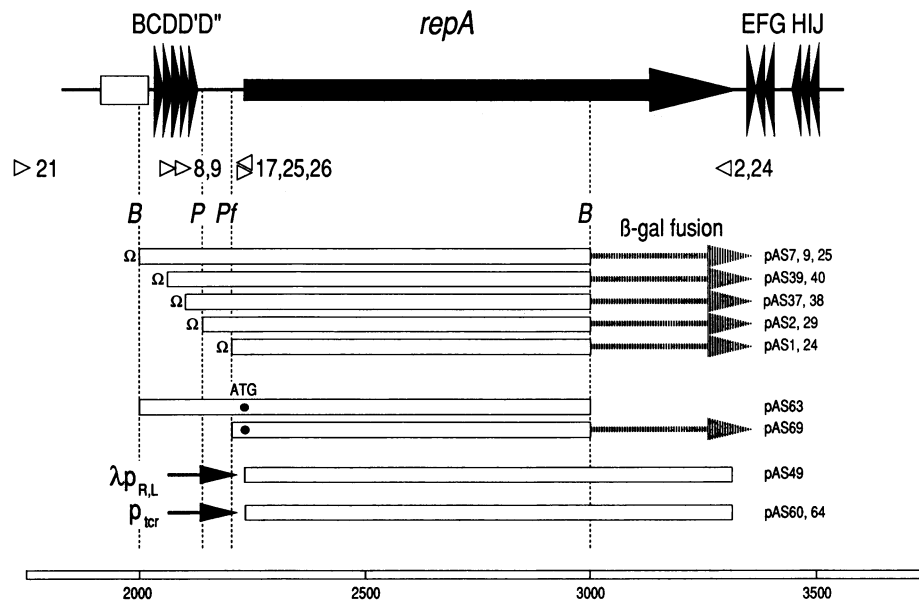 BCDD'D" repA EFG HIJ
21 8,9 17,25,26 2,24
B P Pf B ß-gal fusion
Ω pAS7, 9, 25
Ω pAS39, 40
Ω pAS37, 38
Ω pAS2, 29
Ω pAS1, 24
ATG
pAS63
pAS69
λpR,L pAS49
ptcr pAS60, 64
2000 2500 3000 3500